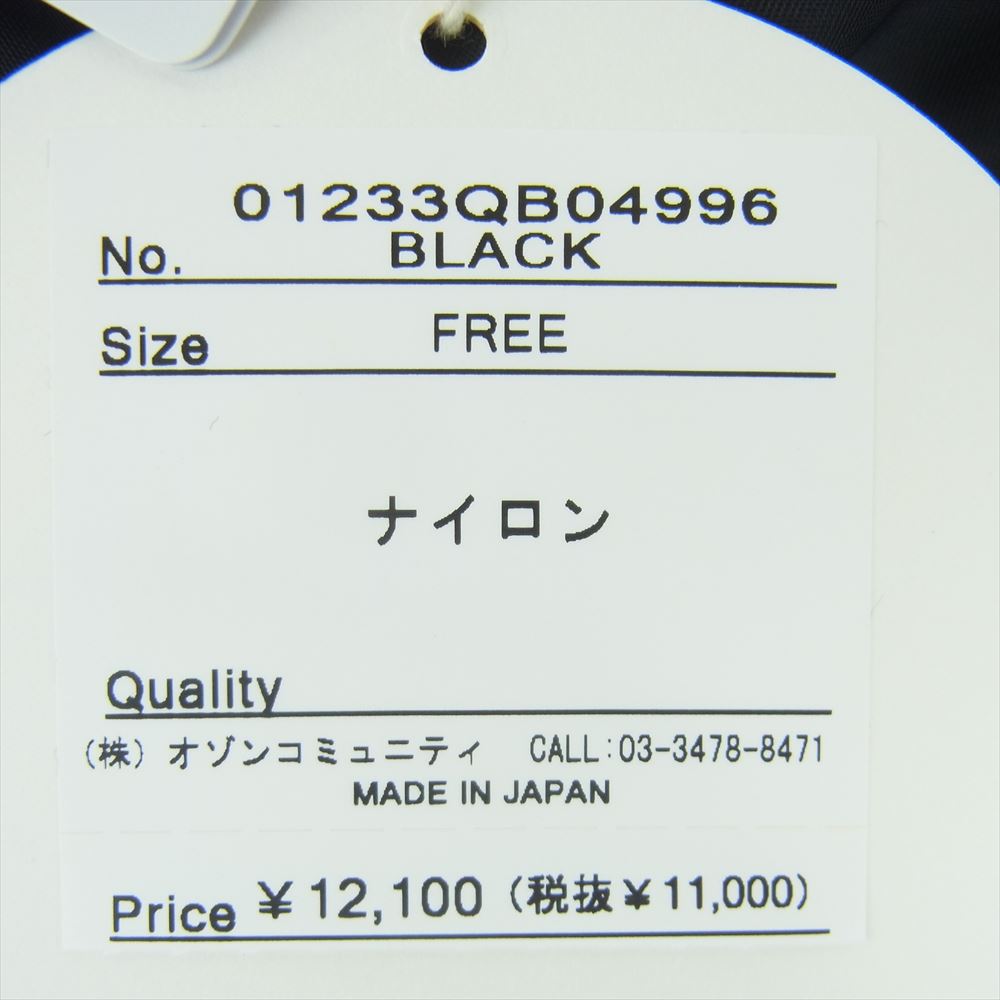 01233QB04996
No. BLACK
Size FREE
ナイロン
Quality
(株) オゾンコミュニティ CALL:03-3478-8471
MADE IN JAPAN
Price ¥12,100 (税抜¥11,000)